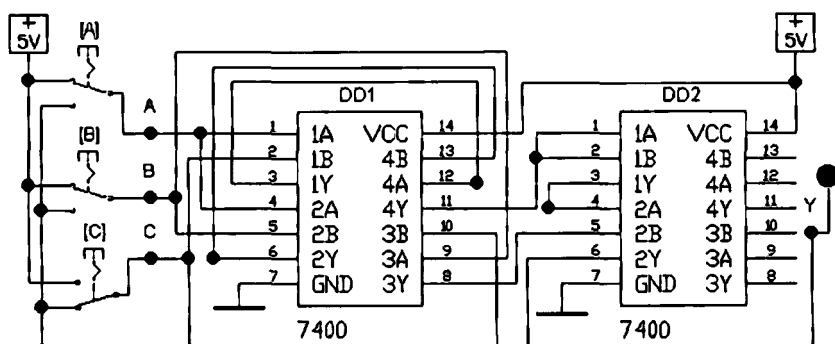 +
5V
[A]
A
[B]
B
[C]
C
DD1
1 1A VCC 14
2 1B 4B 13
3 1Y 4A 12
4 2A 4Y 11
5 2B 3B 10
6 2Y 3A 9
7 GND 3Y 8
7400
+
5V
DD2
1 1A VCC 14
2 1B 4B 13
3 1Y 4A 12
4 2A 4Y 11
5 2B 3B 10
6 2Y 3A 9
7 GND 3Y 8
7400
Y